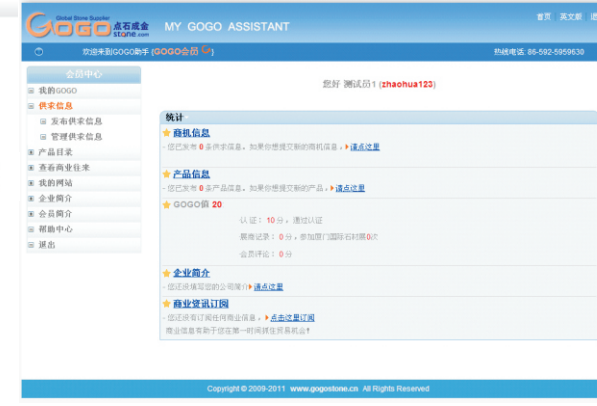 Global Stone Supplier
GOGO 点石成金
stone.com
MY GOGO ASSISTANT
首页 英文版
欢迎来到GOGO助手 (GOGO会员 )
热线电话: 86-592-5959630
会员中心
我的GOGO
供求信息
发布供求信息
管理供求信息
产品目录
查看商业往来
我的网站
企业简介
会员简介
帮助中心
退出
您好 测试员1 (zhaohua123)
统计
商机信息
- 您已发布 0 条供求信息, 如果你想提交新的商机信息, 请点这里
产品信息
- 您已发布 0 条产品信息, 如果你想提交新的产品, 请点这里
GOGO值 20
·认证: 10 分, 通过认证
·展商记录: 0 分, 参加厦门国际石材展0次
·会员评论: 0 分
企业简介
- 您还没填写您的公司简介 请点这里
商业资讯订阅
- 您还没有订阅任何商业信息, 点击这里订阅
商业信息有助于您在第一时间抓住贸易机会!
Copyright © 2009-2011 www.gogostone.cn All Rights Reserved